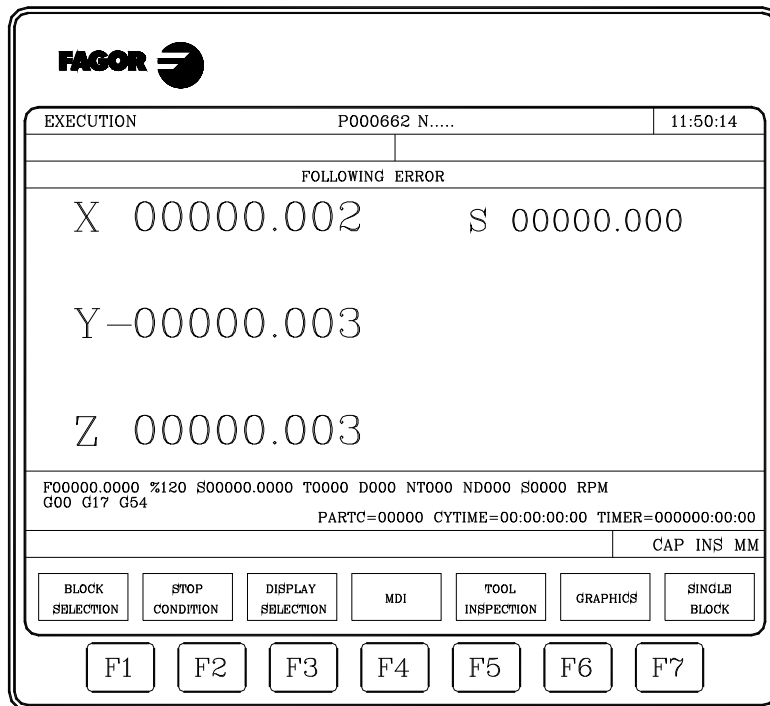 FAGOR
EXECUTION P000662 N..... 11:50:14
FOLLOWING ERROR
X 00000.002 S 00000.000
Y-00000.003
Z 00000.003
F00000.0000 %120 S00000.0000 T0000 D000 NT000 ND000 S0000 RPM
G00 G17 G54
PARTC=00000 CYTIME=00:00:00:00 TIMER=000000:00:00
CAP INS MM
BLOCK SELECTION
STOP CONDITION
DISPLAY SELECTION
MDI
TOOL INSPECTION
GRAPHICS
SINGLE BLOCK
F1 F2 F3 F4 F5 F6 F7